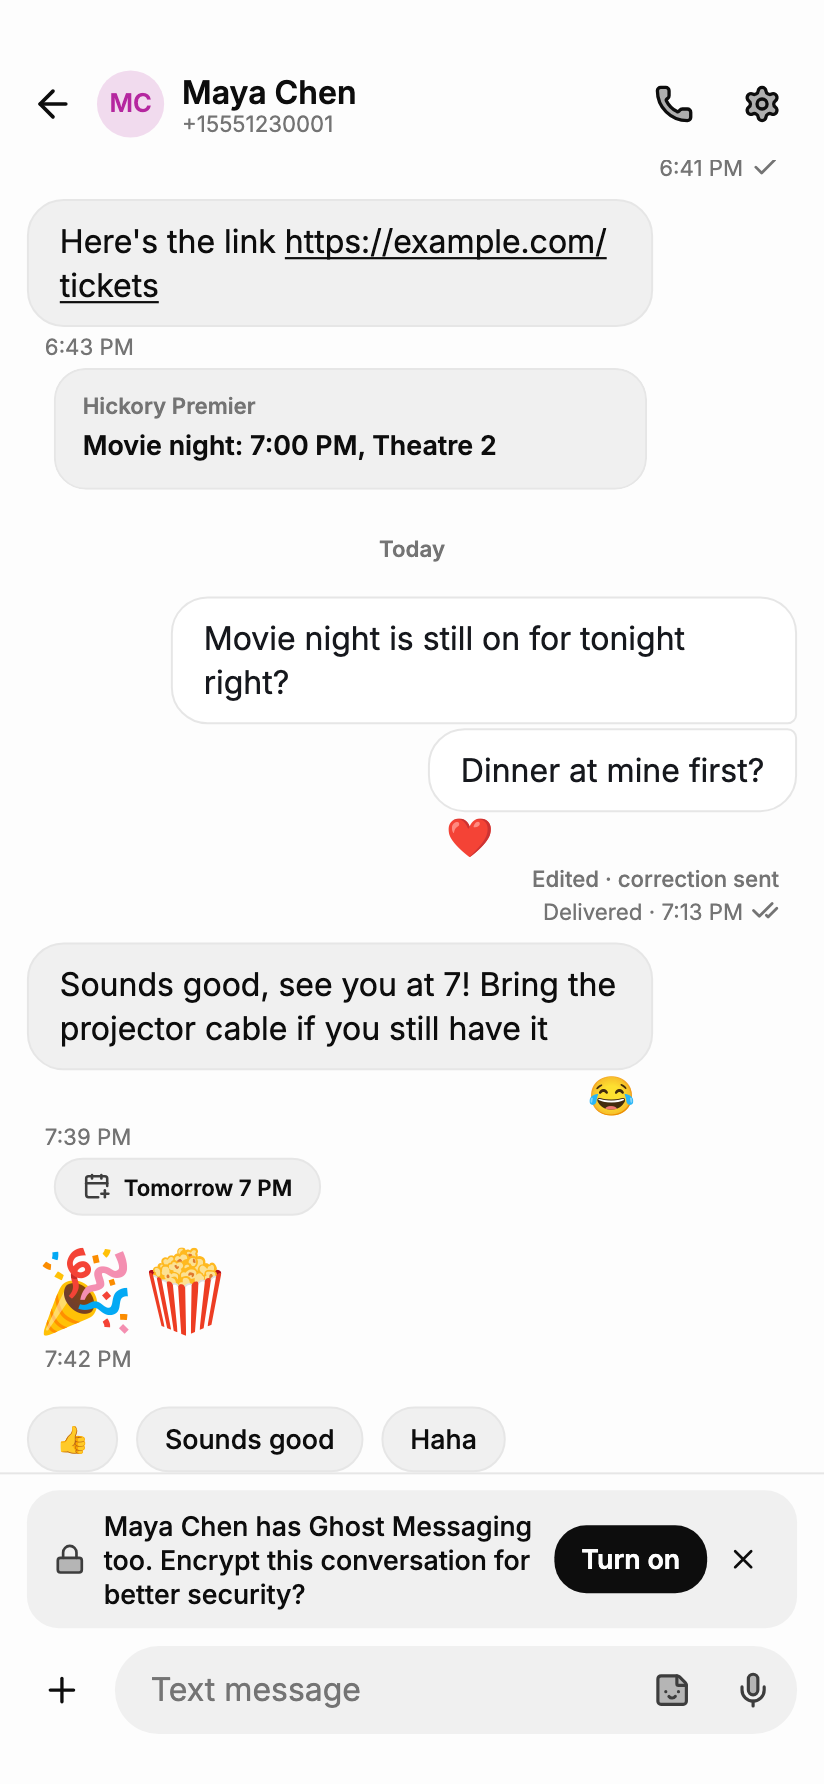 MC
Maya Chen
+15551230001
6:41 PM
Here's the link https://example.com/
tickets
6:43 PM
Hickory Premier
Movie night: 7:00 PM, Theatre 2
Today
Movie night is still on for tonight
right?
Dinner at mine first?
Edited · correction sent
Delivered · 7:13 PM
Sounds good, see you at 7! Bring the
projector cable if you still have it
7:39 PM
Tomorrow 7 PM
7:42 PM
Sounds good
Haha
Maya Chen has Ghost Messaging
too. Encrypt this conversation for
better security?
Turn on
Text message